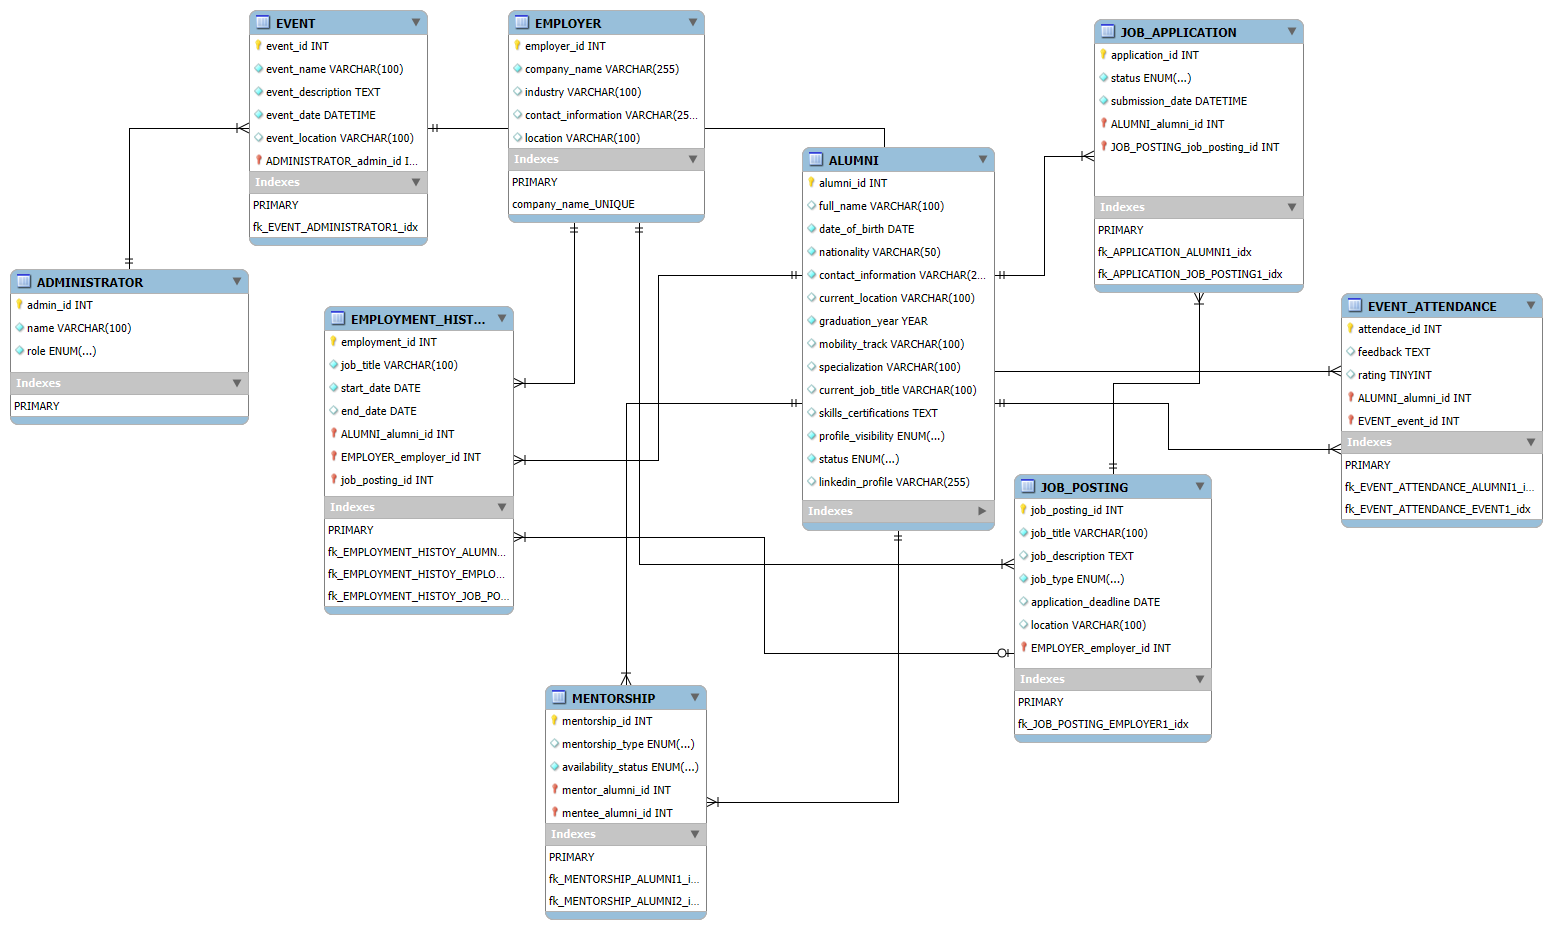 EVENT
event_id INT
event_name VARCHAR(100)
event_description TEXT
event_date DATETIME
event_location VARCHAR(100)
ADMINISTRATOR_admin_id I...
Indexes
PRIMARY
fk_EVENT_ADMINISTRATOR1_idx
EMPLOYER
employer_id INT
company_name VARCHAR(255)
industry VARCHAR(100)
contact_information VARCHAR(25...
location VARCHAR(100)
Indexes
PRIMARY
company_name_UNIQUE
JOB_APPLICATION
application_id INT
status ENUM(...)
submission_date DATETIME
ALUMNI_alumni_id INT
JOB_POSTING_job_posting_id INT
Indexes
PRIMARY
fk_APPLICATION_ALUMNI1_idx
fk_APPLICATION_JOB_POSTING1_idx
ALUMNI
alumni_id INT
full_name VARCHAR(100)
date_of_birth DATE
nationality VARCHAR(50)
contact_information VARCHAR(2...
current_location VARCHAR(100)
graduation_year YEAR
mobility_track VARCHAR(100)
specialization VARCHAR(100)
current_job_title VARCHAR(100)
skills_certifications TEXT
profile_visibility ENUM(...)
status ENUM(...)
linkedin_profile VARCHAR(255)
Indexes
ADMINISTRATOR
admin_id INT
name VARCHAR(100)
role ENUM(...)
Indexes
PRIMARY
EMPLOYMENT_HIST...
employment_id INT
job_title VARCHAR(100)
start_date DATE
end_date DATE
ALUMNI_alumni_id INT
EMPLOYER_employer_id INT
job_posting_id INT
Indexes
PRIMARY
fk_EMPLOYMENT_HISTOY_ALUMN...
fk_EMPLOYMENT_HISTOY_EMPLO...
fk_EMPLOYMENT_HISTOY_JOB_PO...
EVENT_ATTENDANCE
attendace_id INT
feedback TEXT
rating TINYINT
ALUMNI_alumni_id INT
EVENT_event_id INT
Indexes
PRIMARY
fk_EVENT_ATTENDANCE_ALUMNI1_i...
fk_EVENT_ATTENDANCE_EVENT1_idx
JOB_POSTING
job_posting_id INT
job_title VARCHAR(100)
job_description TEXT
job_type ENUM(...)
application_deadline DATE
location VARCHAR(100)
EMPLOYER_employer_id INT
Indexes
PRIMARY
fk_JOB_POSTING_EMPLOYER1_idx
MENTORSHIP
mentorship_id INT
mentorship_type ENUM(...)
availability_status ENUM(...)
mentor_alumni_id INT
mentee_alumni_id INT
Indexes
PRIMARY
fk_MENTORSHIP_ALUMNI1_i...
fk_MENTORSHIP_ALUMNI2_i...